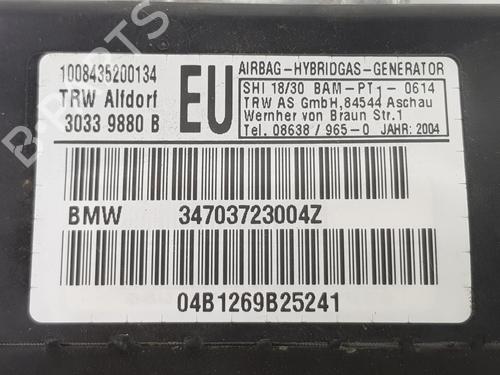 1008435200134
TRW Alfdorf
3033 9880 B
EU
AIRBAG-HYBRIDGAS-GENERATOR
SHI 18/30 BAM-PT1-0614
TRW AS GmbH,84544 Aschau
Wernher von Braun Str.1
Tel. 08638/965-0 JAHR: 2004
BMW 34703723004Z
04B1269B25241
B-PARTS